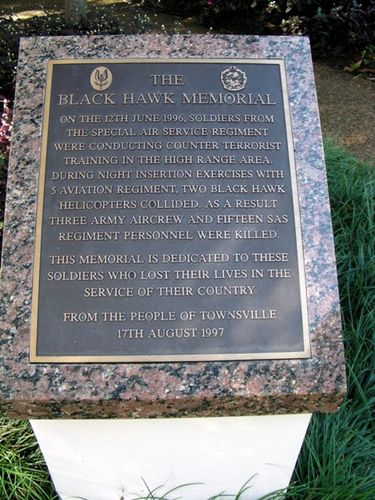 THE
BLACK HAWK MEMORIAL
ON THE 12TH JUNE 1996, SOLDIERS FROM
THE SPECIAL AIR SERVICE REGIMENT
WERE CONDUCTING COUNTER TERRORIST
TRAINING IN THE HIGH RANGE AREA.
DURING NIGHT INSERTION EXERCISES WITH
5 AVIATION REGIMENT, TWO BLACK HAWK
HELICOPTERS COLLIDED. AS A RESULT
THREE ARMY AIRCREW AND FIFTEEN SAS
REGIMENT PERSONNEL WERE KILLED.
THIS MEMORIAL IS DEDICATED TO THESE
SOLDIERS WHO LOST THEIR LIVES IN THE
SERVICE OF THEIR COUNTRY
FROM THE PEOPLE OF TOWNSVILLE
17TH AUGUST 1997